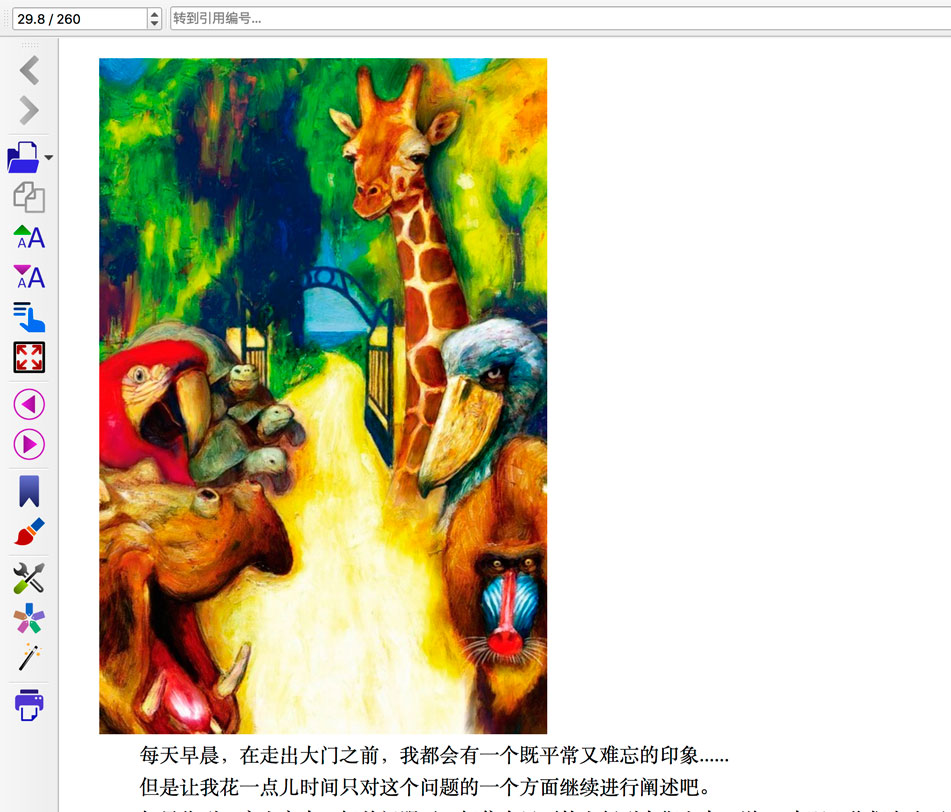 29.8 / 260
转到引用编号...
ZOO
每天早晨，在走出大门之前，我都会有一个既平常又难忘的印象……
但是让我花一点儿时间只对这个问题的一个方面继续进行阐述吧。